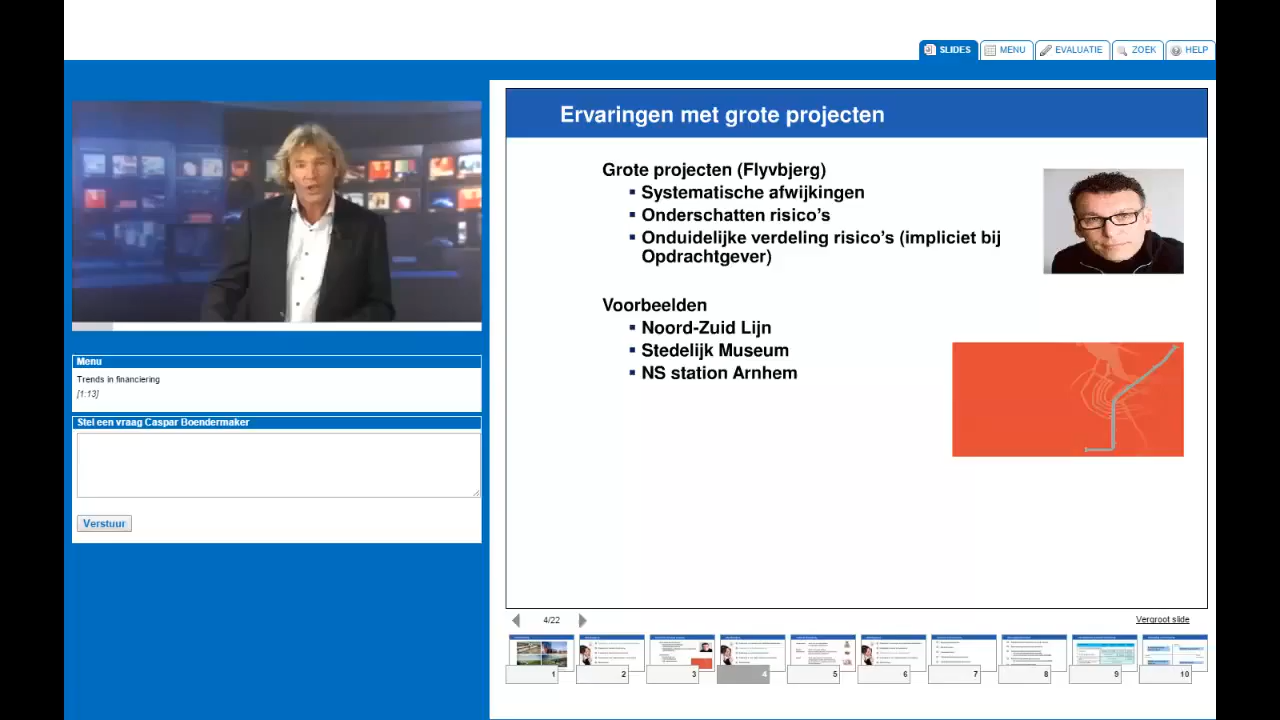 SLIDES
MENU
EVALUATIE
ZOEK
HELP
Ervaringen met grote projecten
Grote projecten (Flyvbjerg)
▪ Systematische afwijkingen
▪ Onderschatten risico's
▪ Onduidelijke verdeling risico's (impliciet bij
Opdrachtgever)
Voorbeelden
▪ Noord-Zuid Lijn
▪ Stedelijk Museum
▪ NS station Arnhem
Menu
Trends in financiering
[1:13]
Stel een vraag Caspar Boendermaker
Verstuur
4/22
Vergroot slide
1
2
3
4
5
6
7
8
9
10